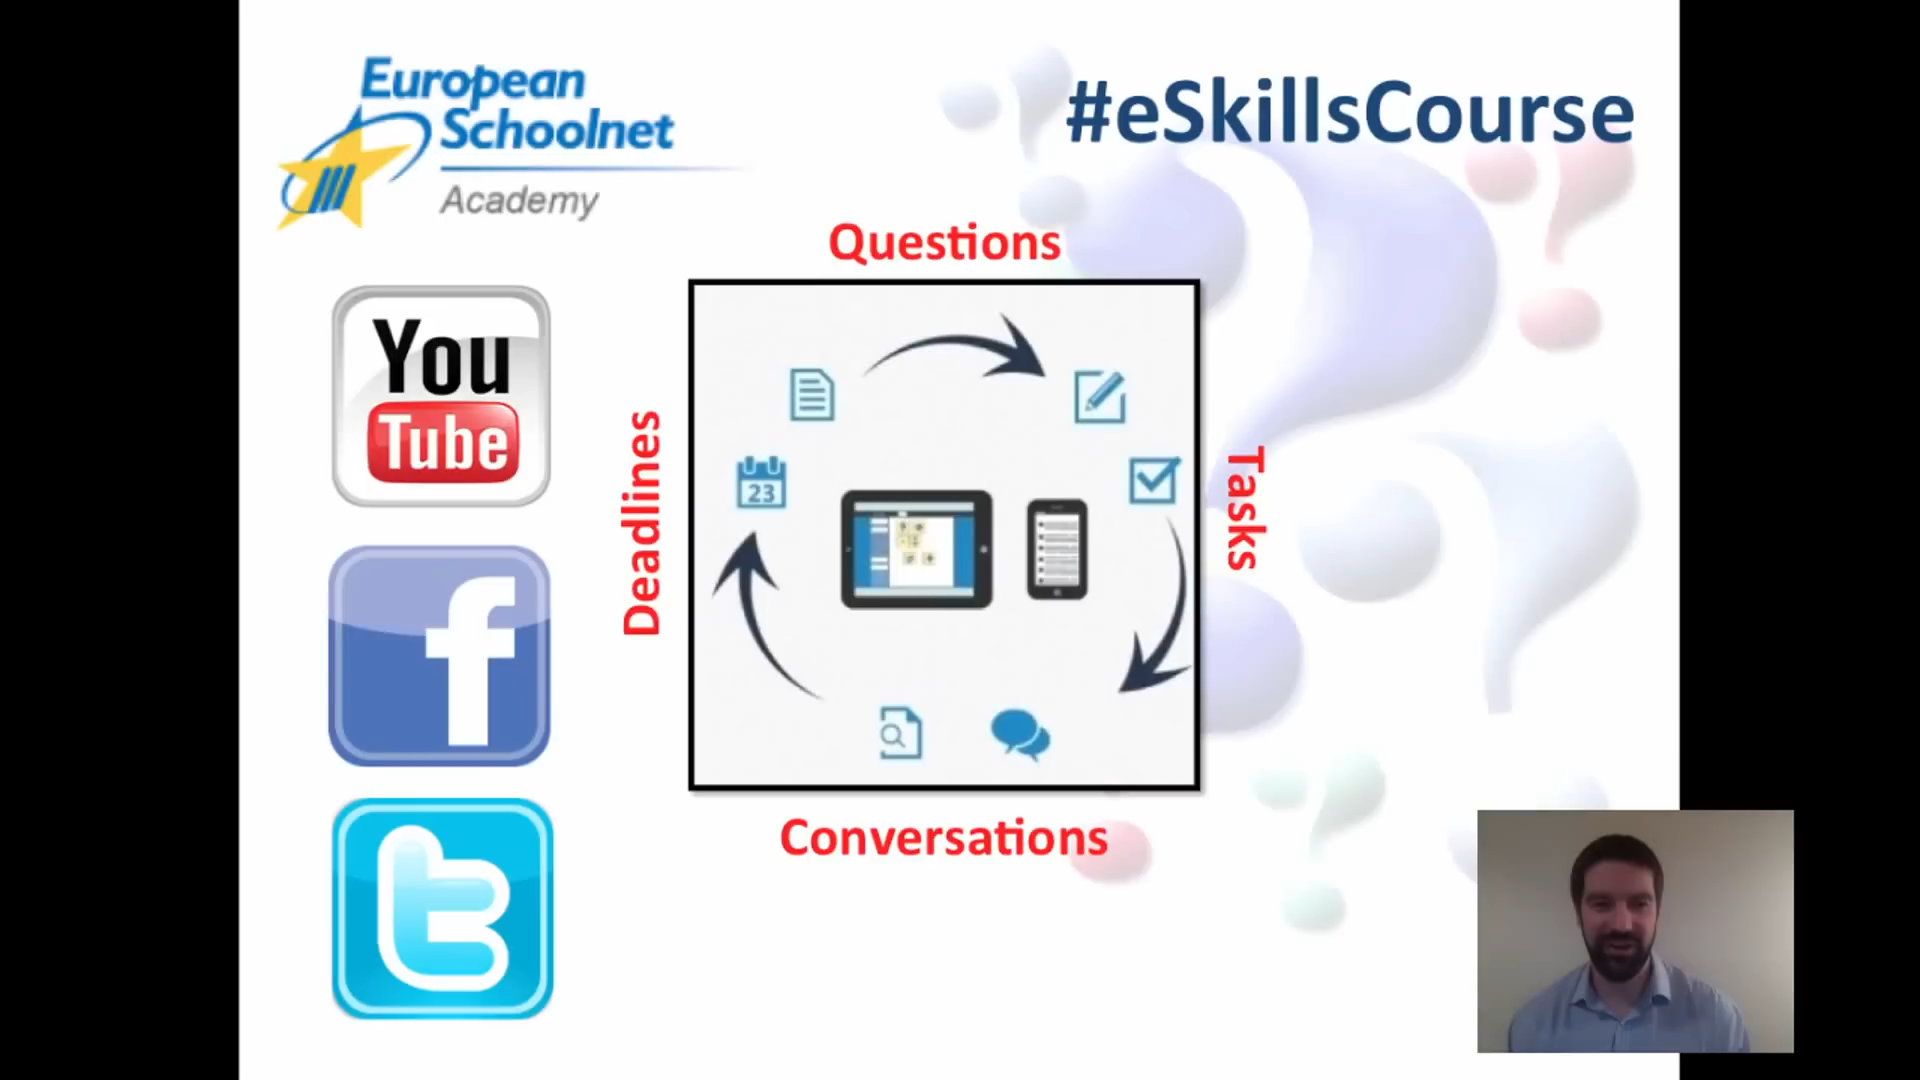 European
Schoolnet
Academy
#eSkillsCourse
Questions
You
Tube
Deadlines
23
Tasks
f
t
Conversations